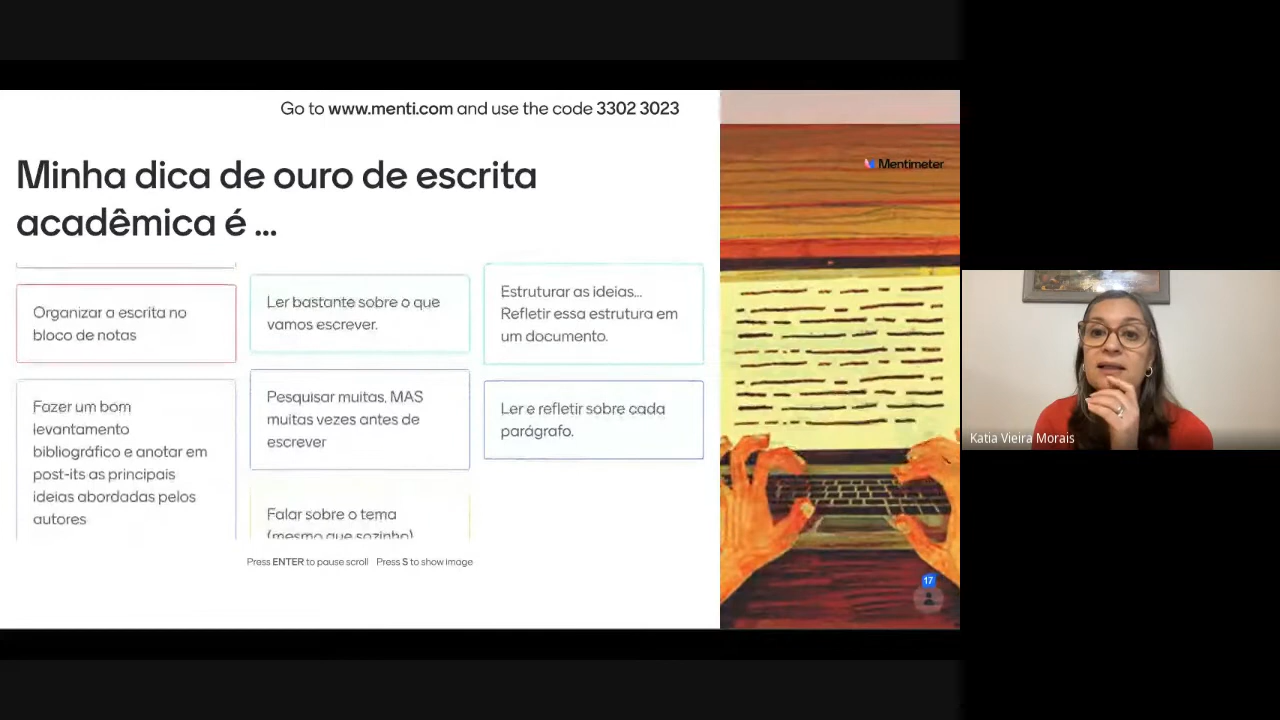 Go to www.menti.com and use the code 3302 3023
Mentimeter
Minha dica de ouro de escrita
acadêmica é ...
Organizar a escrita no
bloco de notas
Fazer um bom
levantamento
bibliográfico e anotar em
post-its as principais
ideias abordadas pelos
autores
Ler bastante sobre o que
vamos escrever.
Pesquisar muitas, MAS
muitas vezes antes de
escrever
Falar sobre o tema
(mesmo que sozinho)
Estruturar as ideias...
Refletir essa estrutura em
um documento.
Ler e refletir sobre cada
parágrafo.
Press ENTER to pause scroll Press S to show image
17
Katia Vieira Morais